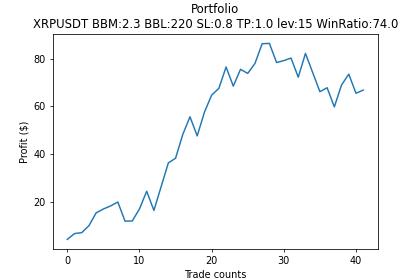 Portfolio
XRPUSDT BBM:2.3 BBL:220 SL:0.8 TP:1.0 lev:15 WinRatio:74.0
80
60
40
20
Profit ($)
0 10 20 30 40
Trade counts